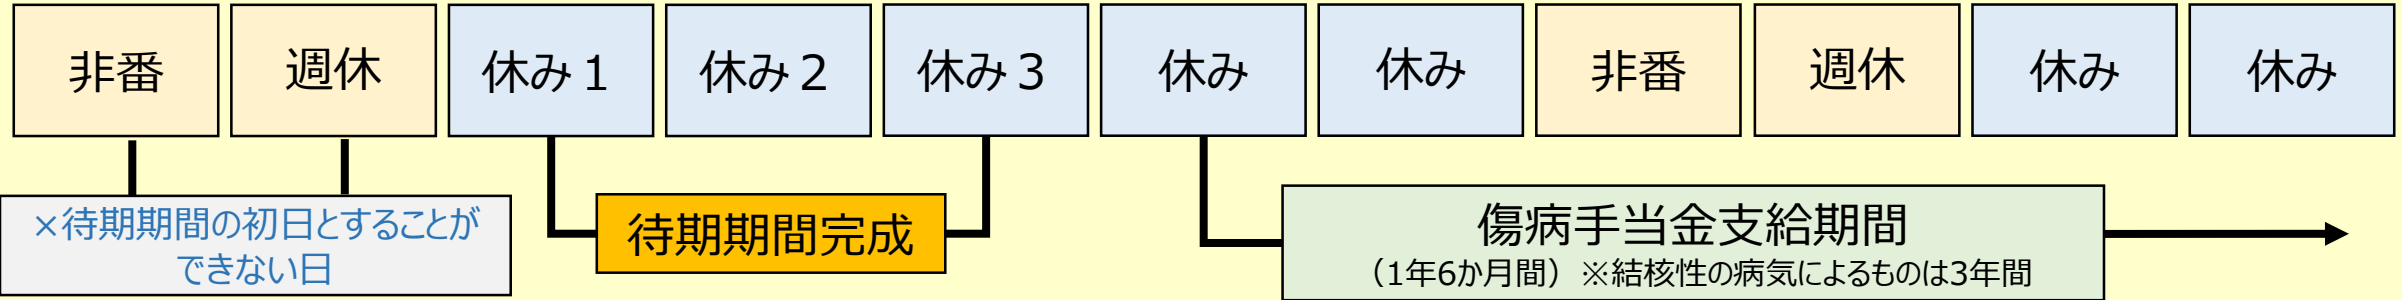 非番 週休 休み１ 休み２ 休み３ 休み 休み 非番 週休 休み 休み
×待期期間の初日とすることが
できない日
待期期間完成
傷病手当金支給期間
（1年6か月間）※結核性の病気によるものは3年間